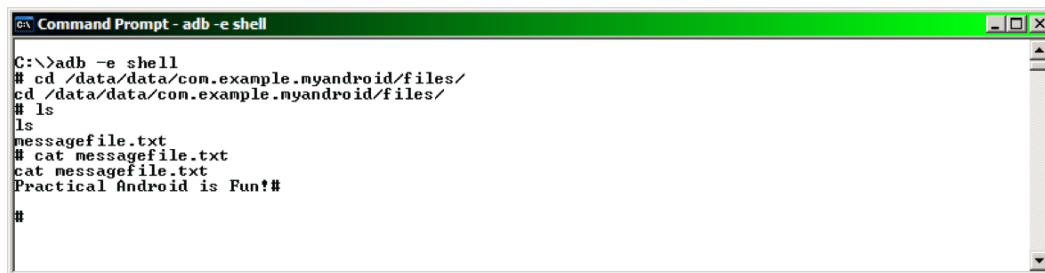 Command Prompt - adb -e shell
C:\>adb -e shell
# cd /data/data/com.example.myandroid/files/
cd /data/data/com.example.myandroid/files/
# ls
ls
messagefile.txt
# cat messagefile.txt
cat messagefile.txt
Practical Android is Fun!#
#